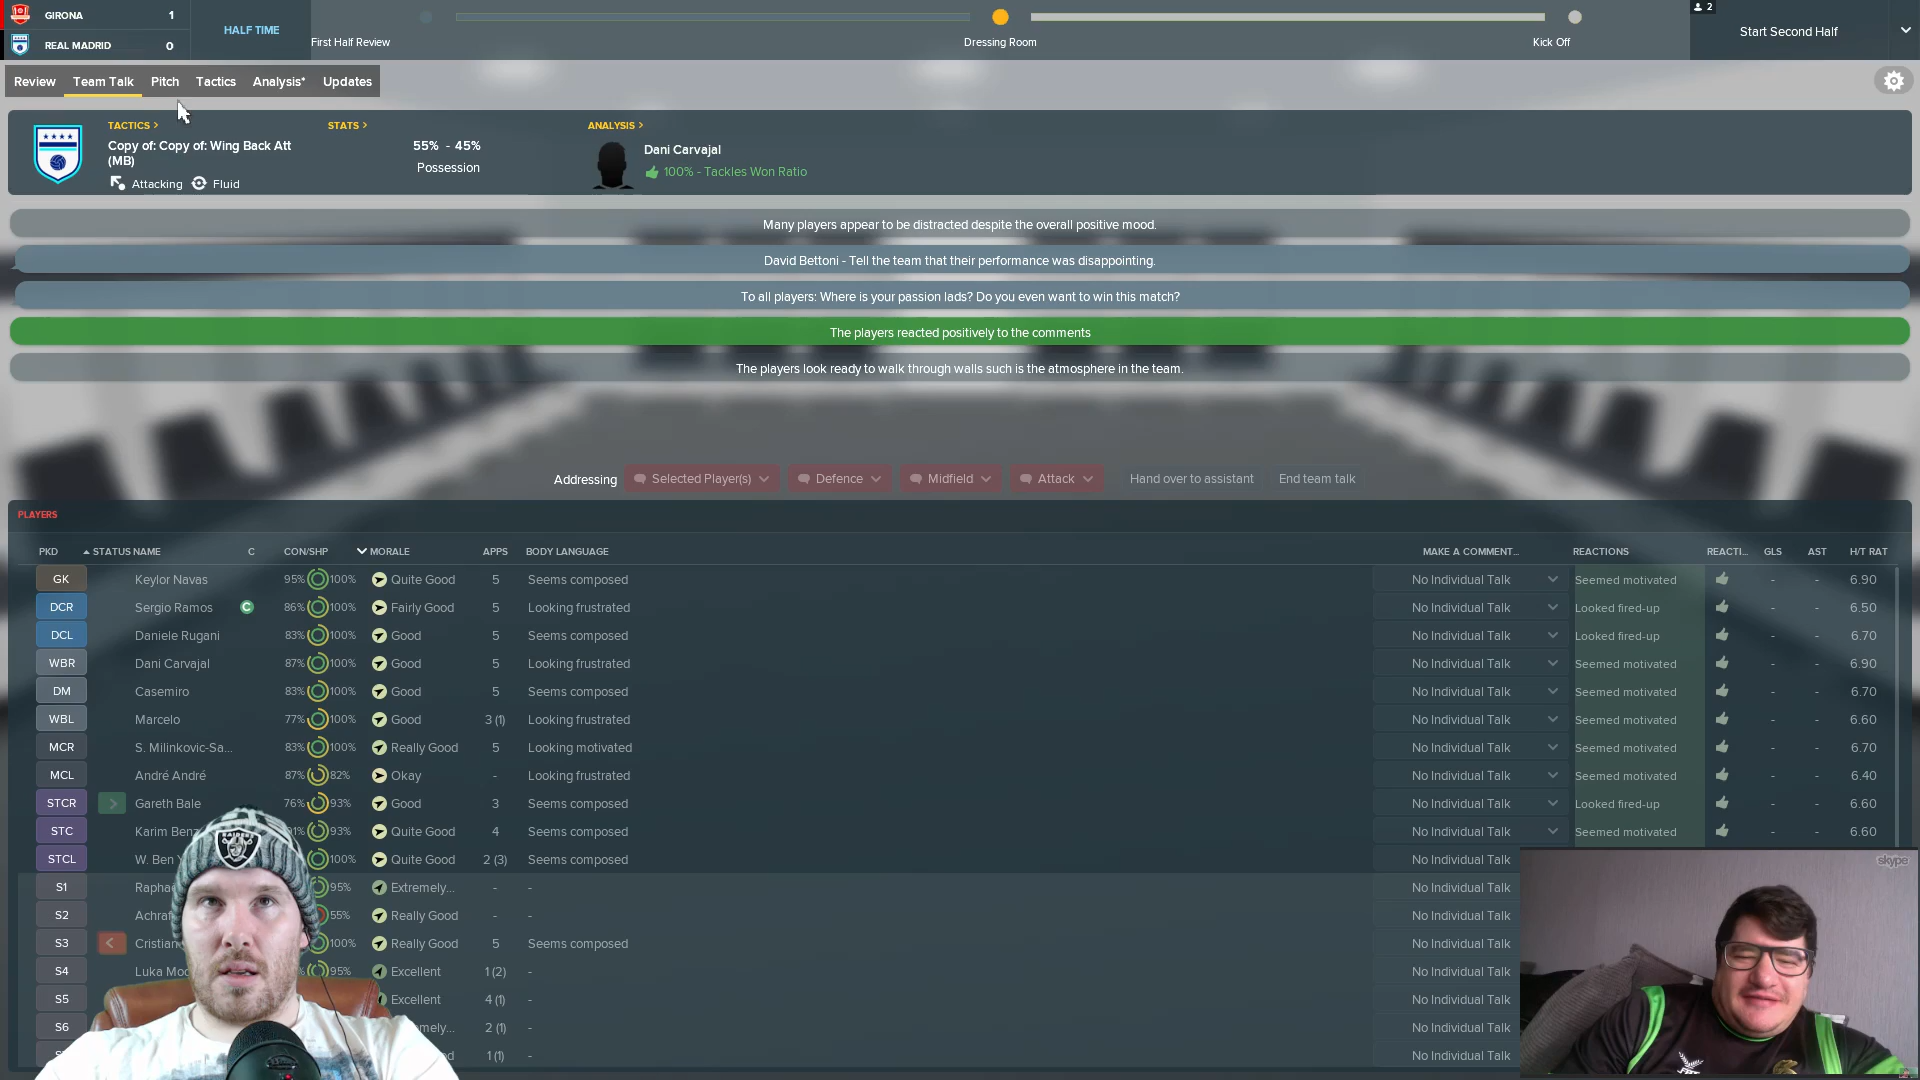 GIRONA 1
REAL MADRID 0
HALF TIME
First Half Review
Dressing Room
Kick Off
2
Start Second Half
Review Team Talk Pitch Tactics Analysis* Updates
TACTICS >
Copy of: Copy of: Wing Back Att
(MB)
Attacking Fluid
STATS >
55% - 45%
Possession
ANALYSIS >
Dani Carvajal
100% - Tackles Won Ratio
Many players appear to be distracted despite the overall positive mood.
David Bettoni - Tell the team that their performance was disappointing.
To all players: Where is your passion lads? Do you even want to win this match?
The players reacted positively to the comments
The players look ready to walk through walls such is the atmosphere in the team.
Addressing Selected Player(s) Defence Midfield Attack Hand over to assistant End team talk
PLAYERS
PKD STATUS NAME C CON/SHP MORALE APPS BODY LANGUAGE MAKE A COMMENT... REACTIONS REACTI... GLS AST H/T RAT
GK Keylor Navas 95% 100% Quite Good 5 Seems composed No Individual Talk Seemed motivated - - 6.90
DCR Sergio Ramos C 86% 100% Fairly Good 5 Looking frustrated No Individual Talk Looked fired-up - - 6.50
DCL Daniele Rugani 83% 100% Good 5 Seems composed No Individual Talk Looked fired-up - - 6.70
WBR Dani Carvajal 87% 100% Good 5 Looking frustrated No Individual Talk Seemed motivated - - 6.90
DM Casemiro 83% 100% Good 5 Seems composed No Individual Talk Seemed motivated - - 6.70
WBL Marcelo 77% 100% Good 3 (1) Looking frustrated No Individual Talk Seemed motivated - - 6.60
MCR S. Milinkovic-Sa... 83% 100% Really Good 5 Looking motivated No Individual Talk Seemed motivated - - 6.70
MCL André André 87% 82% Okay - Looking frustrated No Individual Talk Seemed motivated - - 6.40
STCR Gareth Bale 76% 93% Good 3 Seems composed No Individual Talk Looked fired-up - - 6.60
STC Karim Benz 91% 93% Quite Good 4 Seems composed No Individual Talk Seemed motivated - - 6.60
STCL W. Ben 100% Quite Good 2 (3) Seems composed No Individual Talk
skype
S1 Rapha 95% Extremely... - - No Individual Talk
S2 Achraf 55% Really Good - - No Individual Talk
S3 Cristian 100% Really Good 5 Seems composed No Individual Talk
S4 Luka Mo 95% Excellent 1 (2) - No Individual Talk
S5 Excellent 4 (1) - No Individual Talk
S6 mely... 2 (1) - No Individual Talk
1 (1) - No Individual Talk
RAIDERS